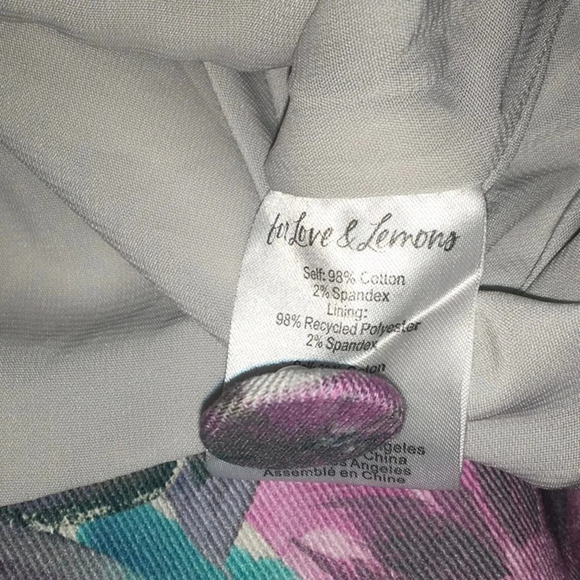 for Love & Lemons
Self: 98% Cotton
2% Spandex
Lining:
98% Recycled Polyester
2% Spandex
Angeles
China
Los Angeles
Assemblé en Chine